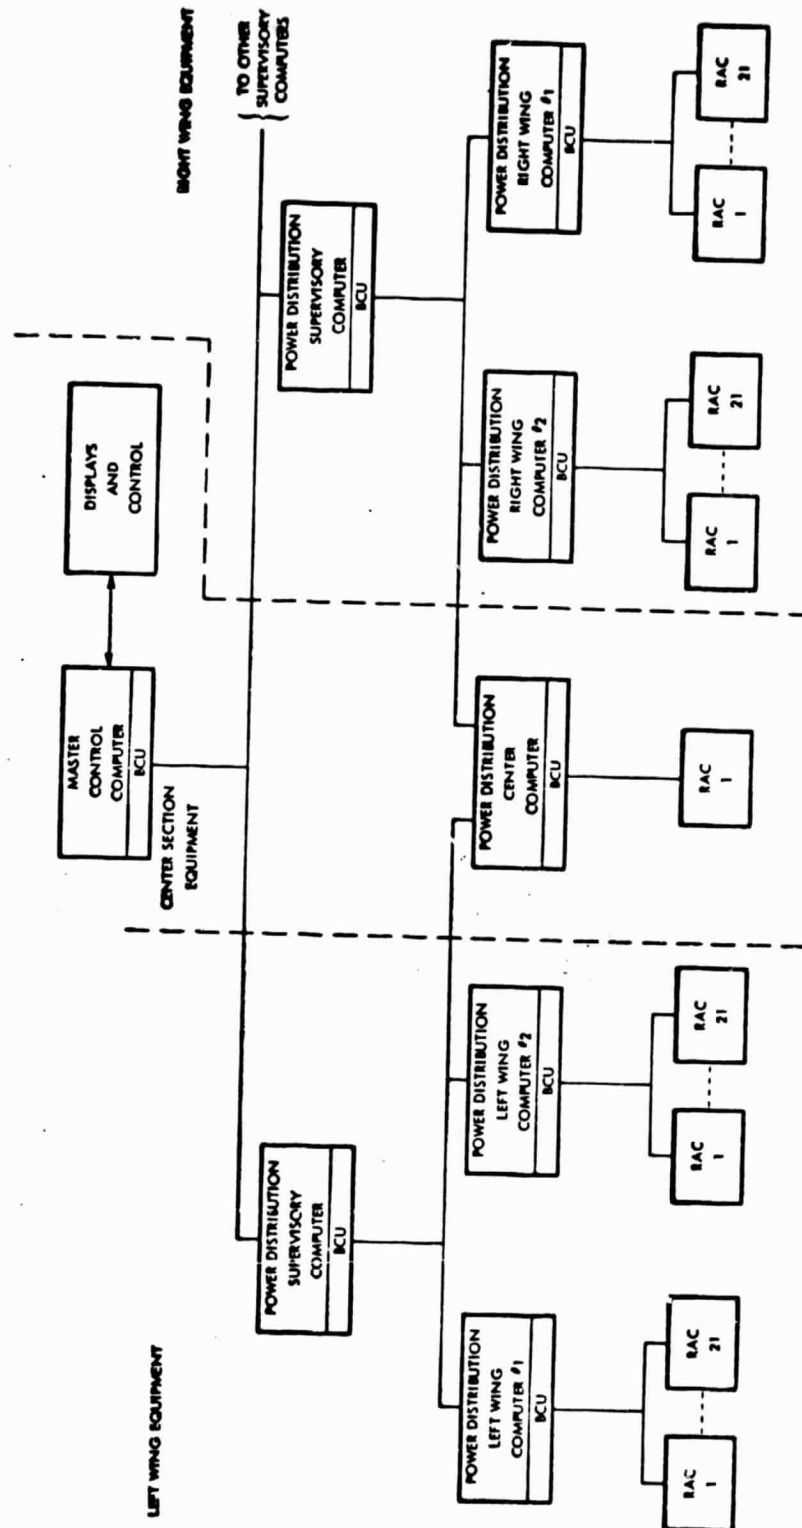 LEFT WING EQUIPMENT
RIGHT WING EQUIPMENT
MASTER
CONTROL
COMPUTER
BCU
DISPLAYS
AND
CONTROL
CENTER SECTION
EQUIPMENT
TO OTHER
SUPERVISORY
COMPUTERS
POWER DISTRIBUTION
SUPERVISORY
COMPUTER
BCU
POWER DISTRIBUTION
SUPERVISORY
COMPUTER
BCU
POWER DISTRIBUTION
LEFT WING
COMPUTER #1
BCU
POWER DISTRIBUTION
LEFT WING
COMPUTER #2
BCU
POWER DISTRIBUTION
CENTER
COMPUTER
BCU
POWER DISTRIBUTION
RIGHT WING
COMPUTER #2
BCU
POWER DISTRIBUTION
RIGHT WING
COMPUTER #1
BCU
RAC
1
RAC
21
RAC
1
RAC
21
RAC
1
RAC
1
RAC
21
RAC
1
RAC
21